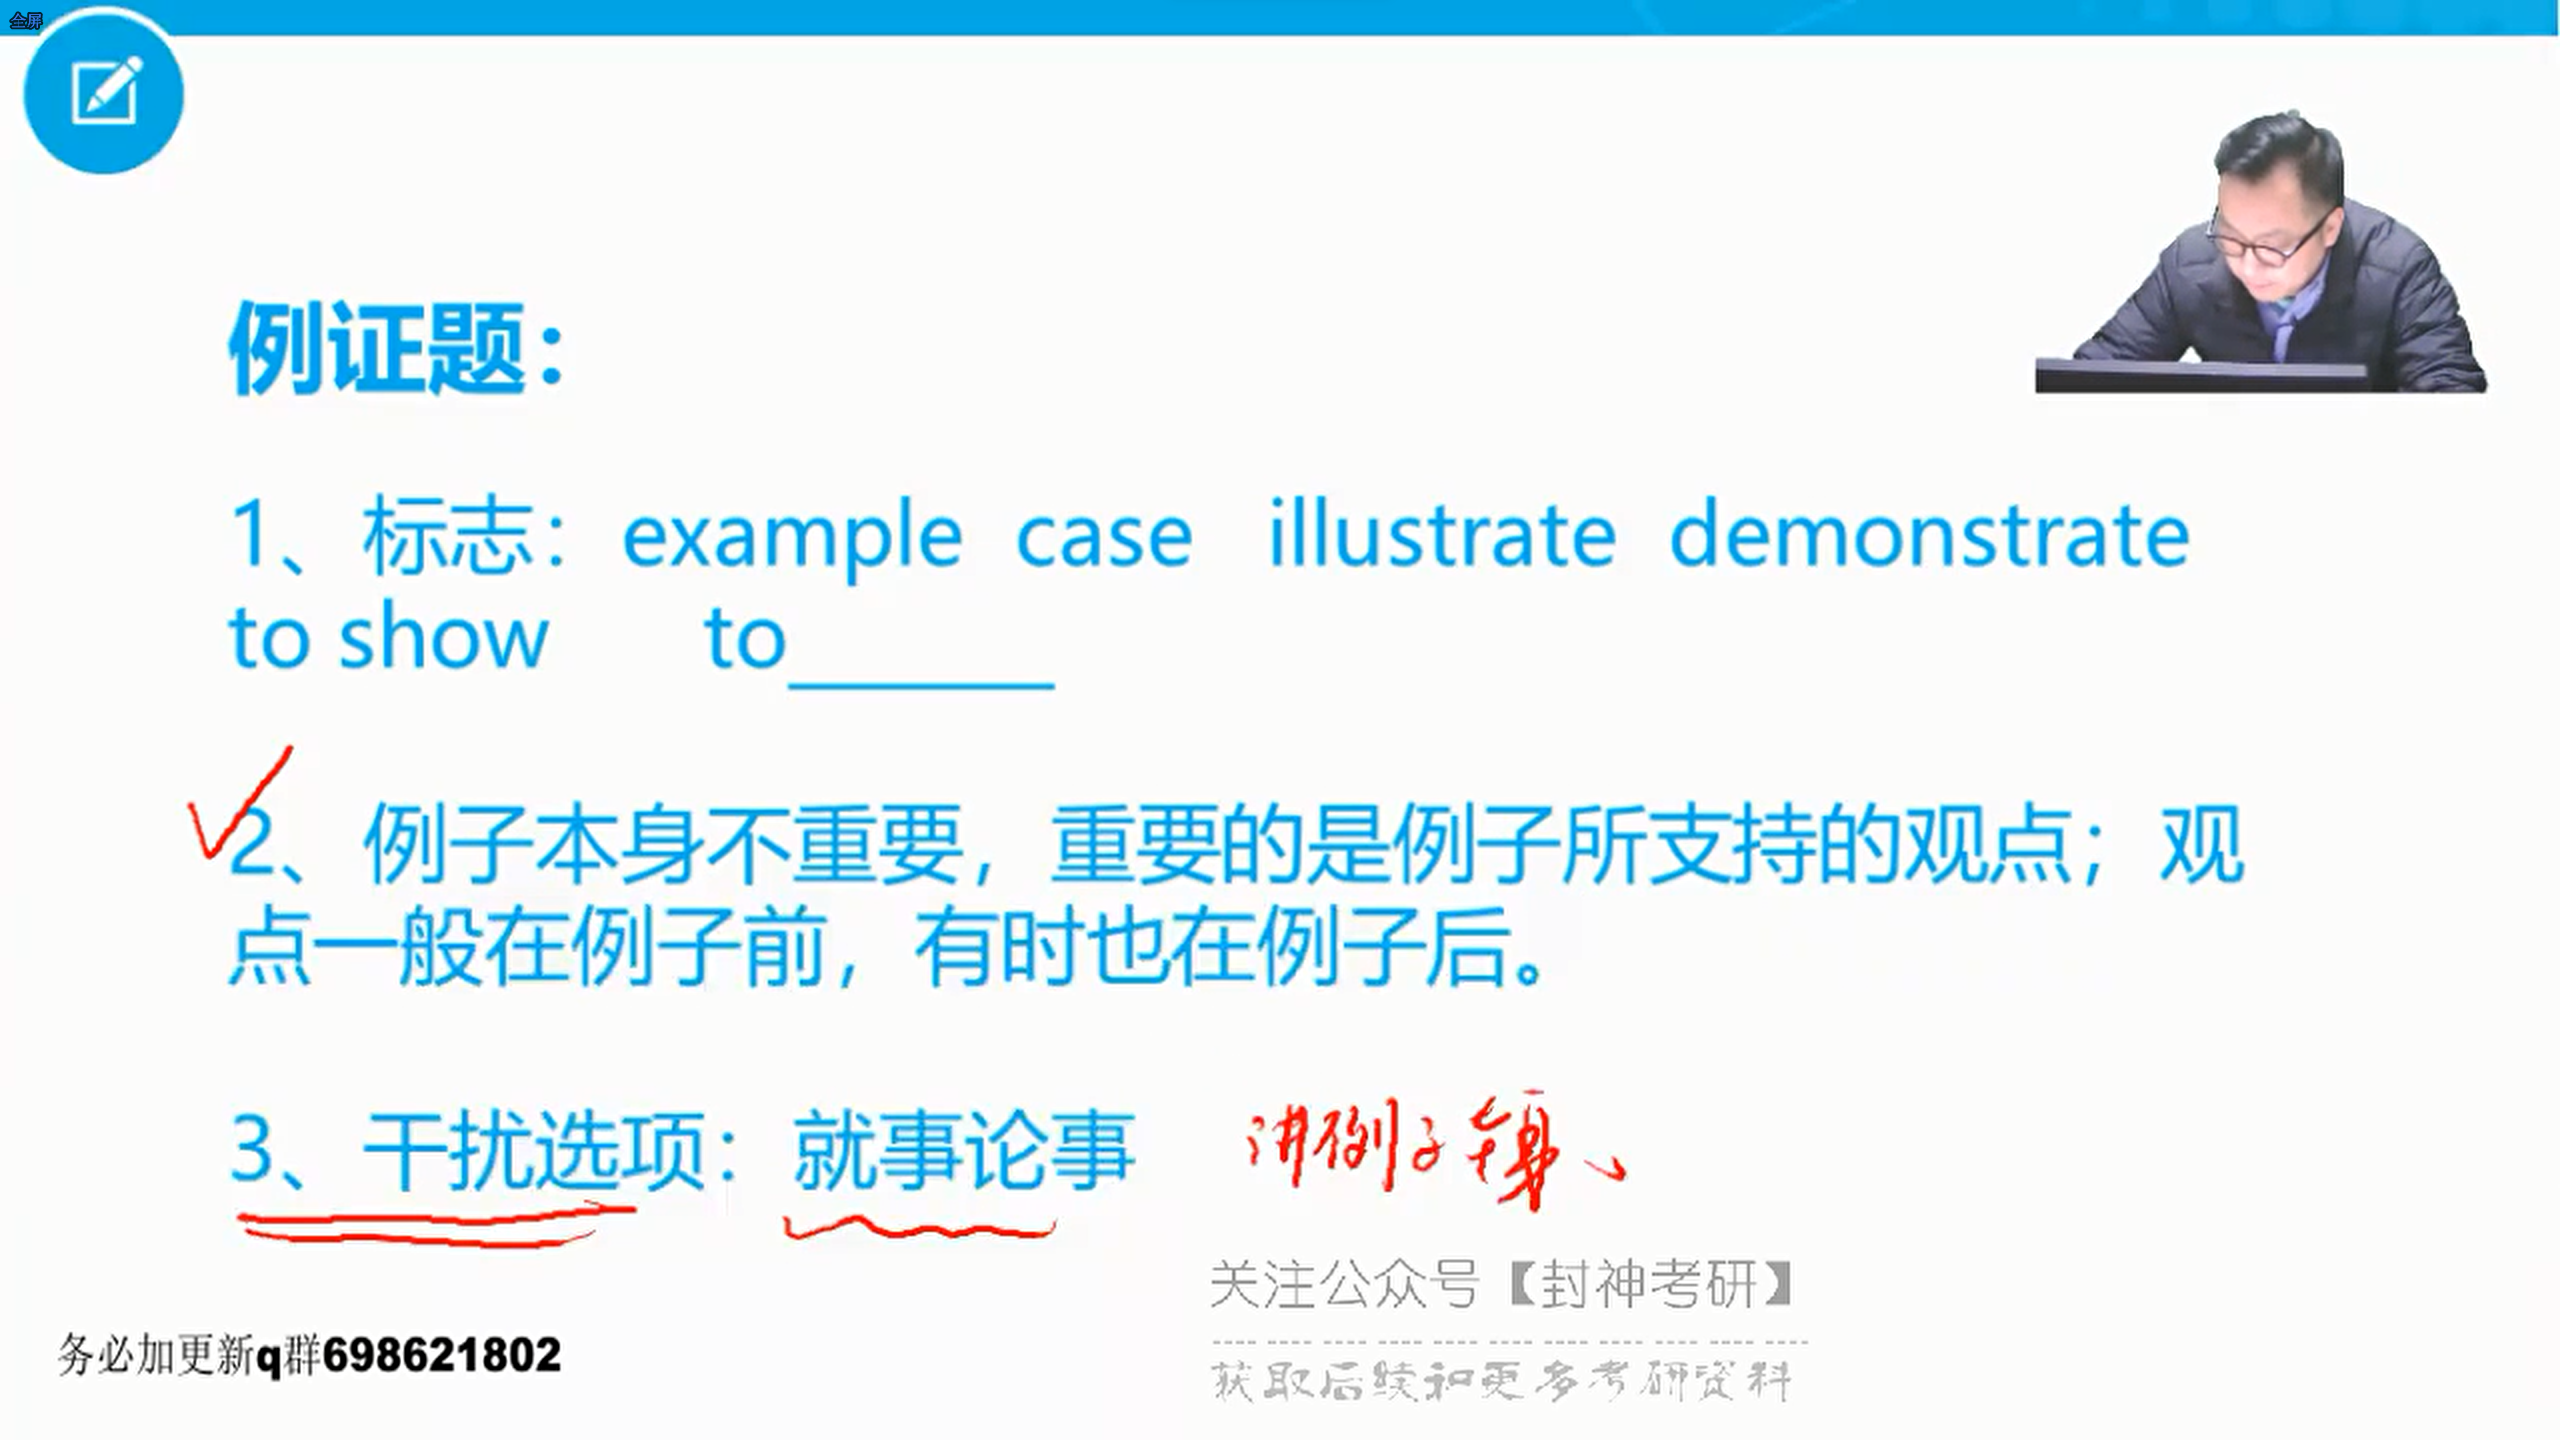 全屏
例证题：
1、标志：example case illustrate demonstrate
to show to______
2、例子本身不重要，重要的是例子所支持的观点；观
点一般在例子前，有时也在例子后。
3、干扰选项：就事论事 讲例子本身
关注公众号【封神考研】
获取后续和更多考研资料
务必加更新q群698621802